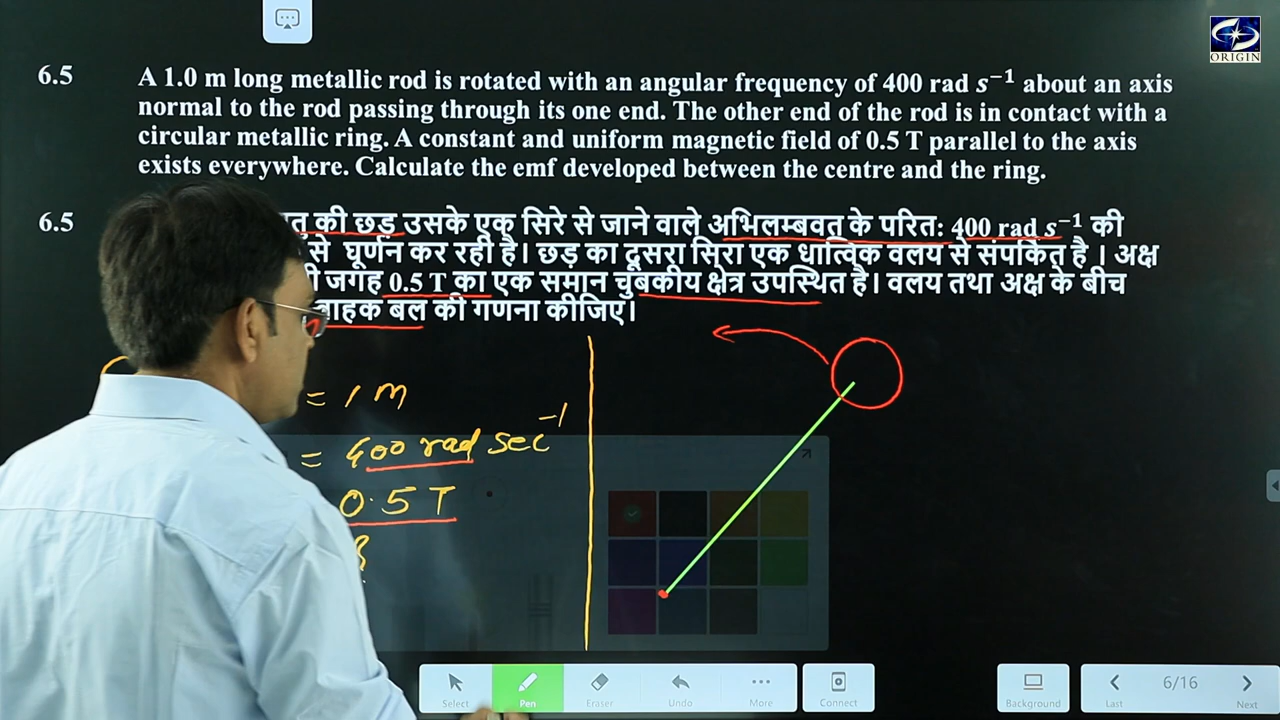 ORIGIN
6.5 A 1.0 m long metallic rod is rotated with an angular frequency of 400 rad s⁻¹ about an axis
normal to the rod passing through its one end. The other end of the rod is in contact with a
circular metallic ring. A constant and uniform magnetic field of 0.5 T parallel to the axis
exists everywhere. Calculate the emf developed between the centre and the ring.
6.5 की छड़ उसके एक सिरे से जाने वाले अभिलम्बवत् के परित: 400 rad s⁻¹ की
से घूर्णन कर रही है। छड़ का दूसरा सिरा एक धात्विक वलय से संपर्कित है । अक्ष
जगह 0.5 T का एक समान चुंबकीय क्षेत्र उपस्थित है। वलय तथा अक्ष के बीच
वाहक बल की गणना कीजिए।
= 1 m
= 400 rad sec⁻¹
0.5 T
?
Select Pen Eraser Undo More Connect Background Last 6/16 Next